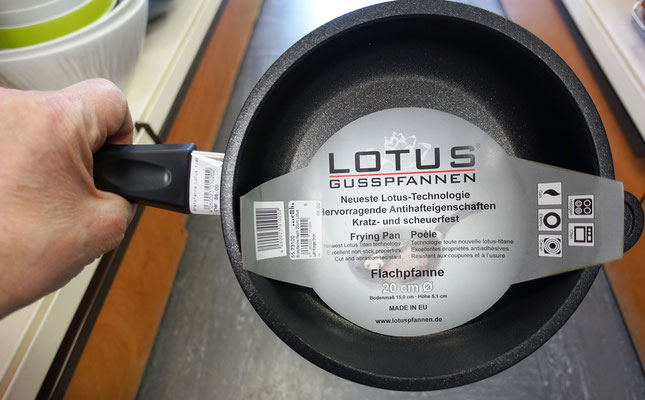 LOTUS®
GUSSPFANNEN
Neueste Lotus-Technologie
ervorragende Antihafteigenschaften
Kratz- und scheuerfest
Frying Pan
Newest Lotus Titan technology
Excellent non stick properties
Cut and abrasion resistant
Poèle
Technologie toute nouvelle lotus-titane
Excellentes propriétés antiadhésives
Résistant aux coupures et à l'usure
Flachpfanne
20 cm Ø
Bodenmaß 15,0 cm - Höhe 5,1 cm
MADE IN EU
www.lotuspfannen.de